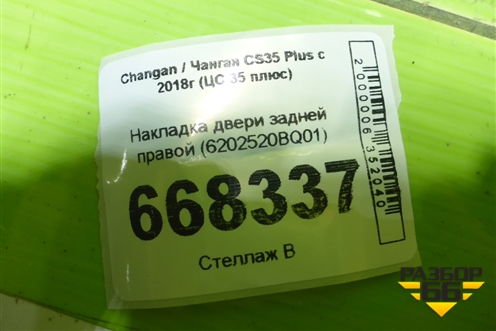 Changan / Чанган CS35 Plus с
2018г (ЦС 35 плюс)
Накладка двери задней
правой (6202520BQ01)
668337
Стеллаж В
2000006352040
РАЗБОР
66